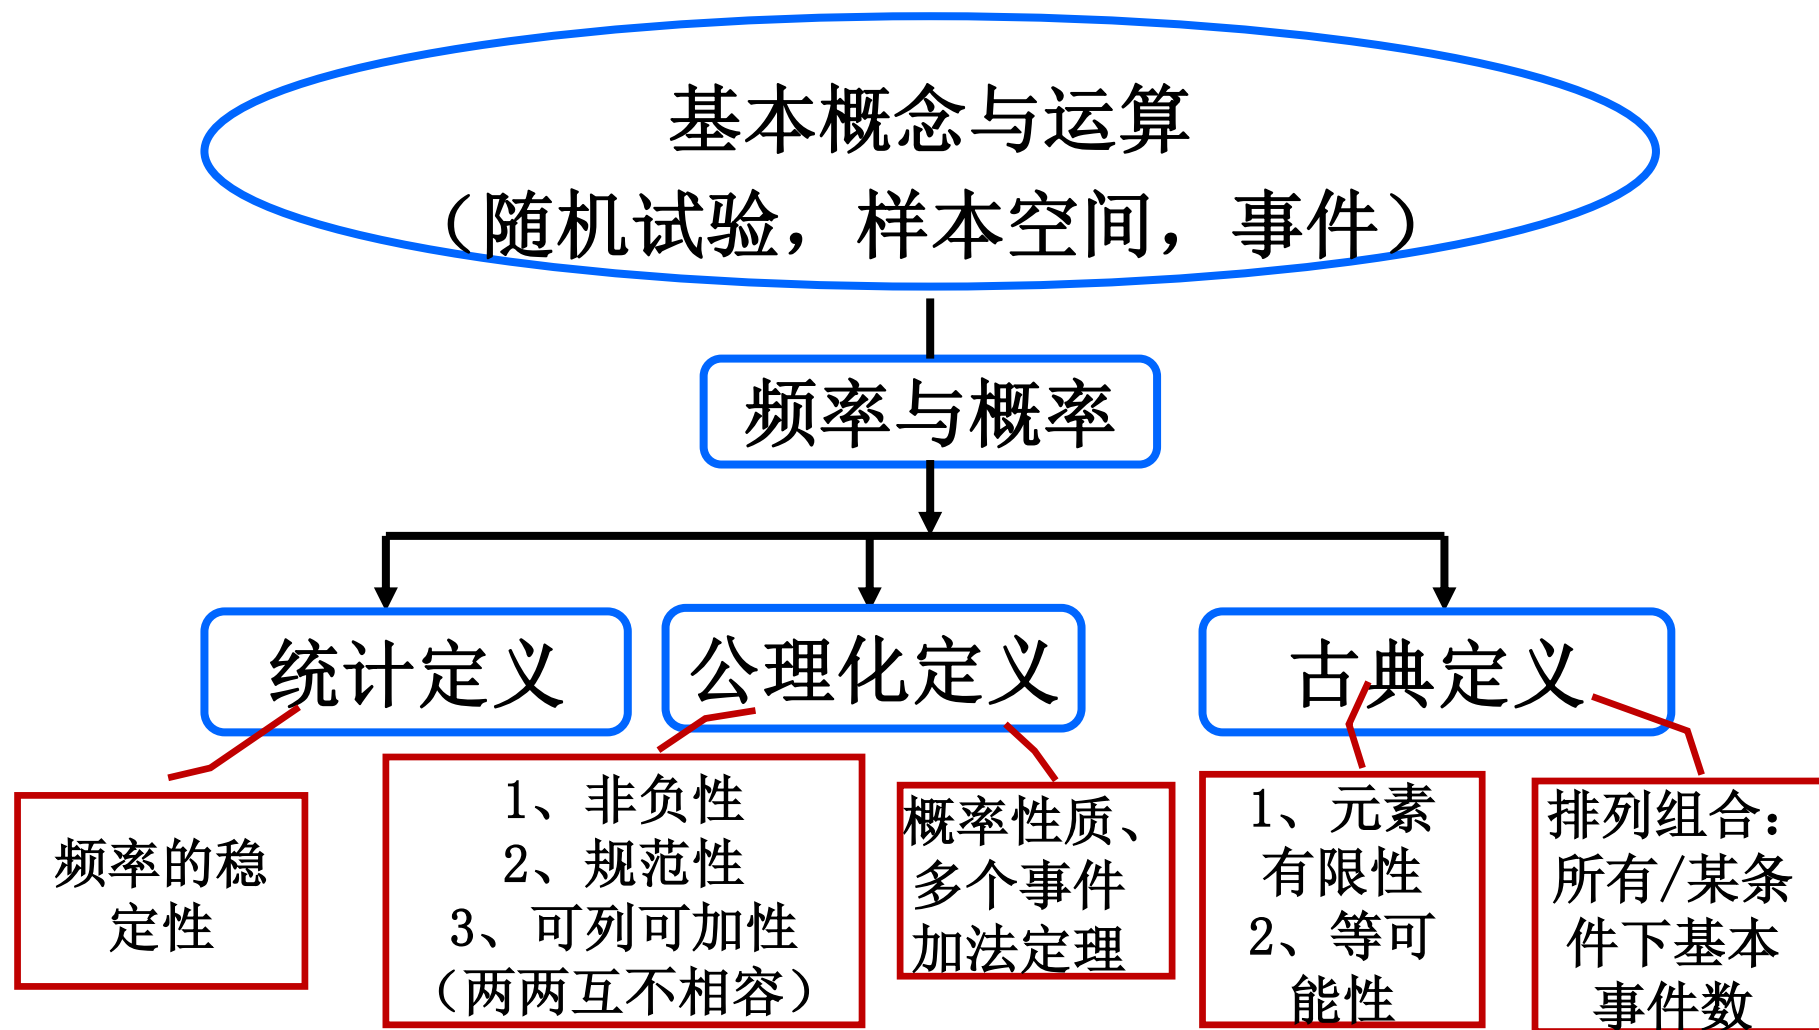 基本概念与运算
（随机试验，样本空间，事件）
频率与概率
统计定义
公理化定义
古典定义
频率的稳
定性
1、非负性
2、规范性
3、可列可加性
（两两互不相容）
概率性质、
多个事件
加法定理
1、元素
有限性
2、等可
能性
排列组合：
所有/某条
件下基本
事件数